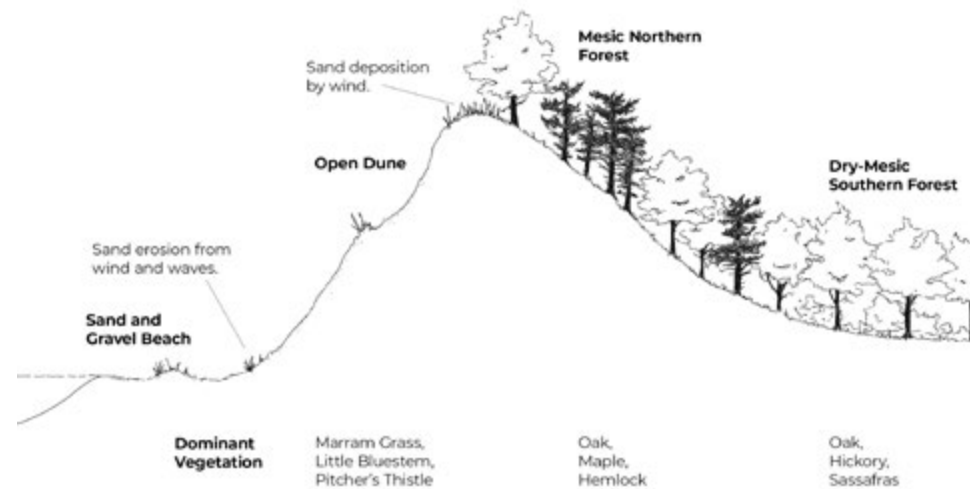 Mesic Northern
Forest
Sand deposition
by wind.
Open Dune
Dry-Mesic
Southern Forest
Sand erosion from
wind and waves.
Sand and
Gravel Beach
Dominant
Vegetation
Marram Grass,
Little Bluestem,
Pitcher's Thistle
Oak,
Maple,
Hemlock
Oak,
Hickory,
Sassafras